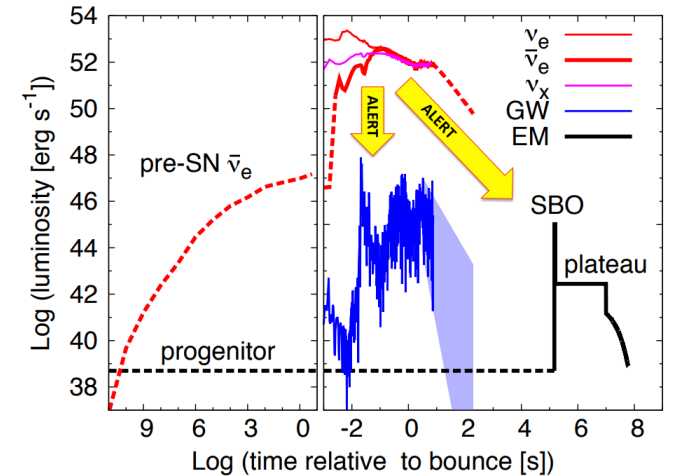 Log (luminosity [erg s⁻¹])
54
52
50
48
46
44
42
40
38
pre-SN ν̄ₑ
progenitor
νₑ
ν̄ₑ
νₓ
GW
EM
ALERT
ALERT
SBO
plateau
9 6 3 0 -2 0 2 4 6 8
Log (time relative to bounce [s])